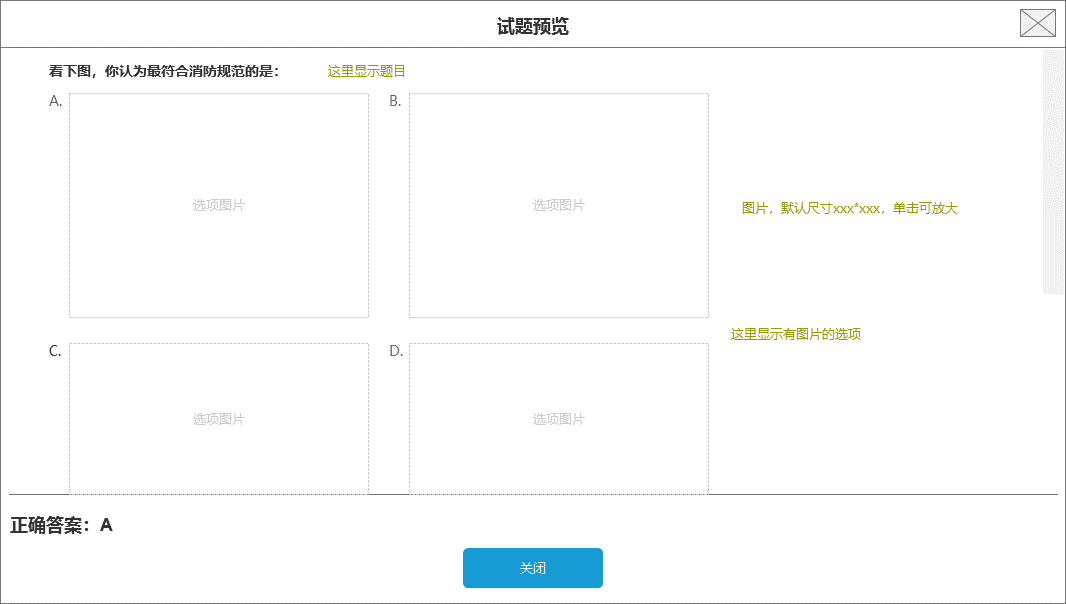 试题预览
看下图，你认为最符合消防规范的是： 这里显示题目
A. B.
选项图片 选项图片
图片，默认尺寸xxx*xxx，单击可放大
这里显示有图片的选项
C. D.
选项图片 选项图片
正确答案：A
关闭